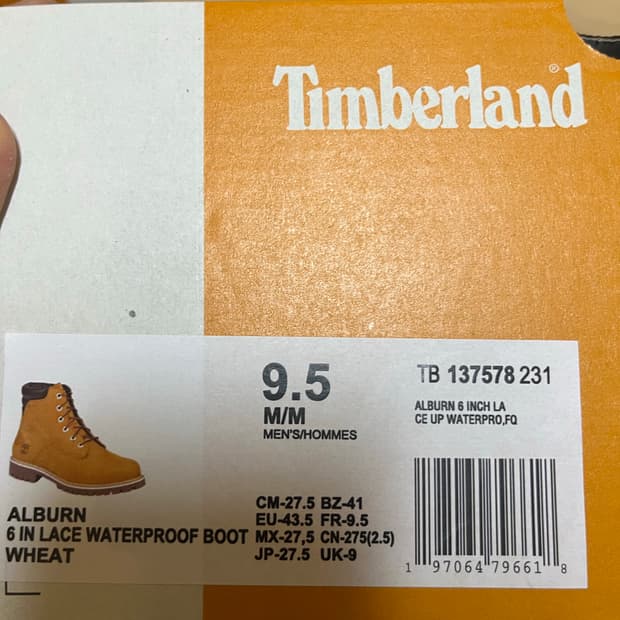 Timberland®
9.5
M/M
MEN'S/HOMMES
TB 137578 231
ALBURN 6 INCH LA
CE UP WATERPRO,FQ
ALBURN
6 IN LACE WATERPROOF BOOT
WHEAT
CM-27.5 BZ-41
EU-43.5 FR-9.5
MX-27,5 CN-275(2.5)
JP-27.5 UK-9
1 97064 79661 8